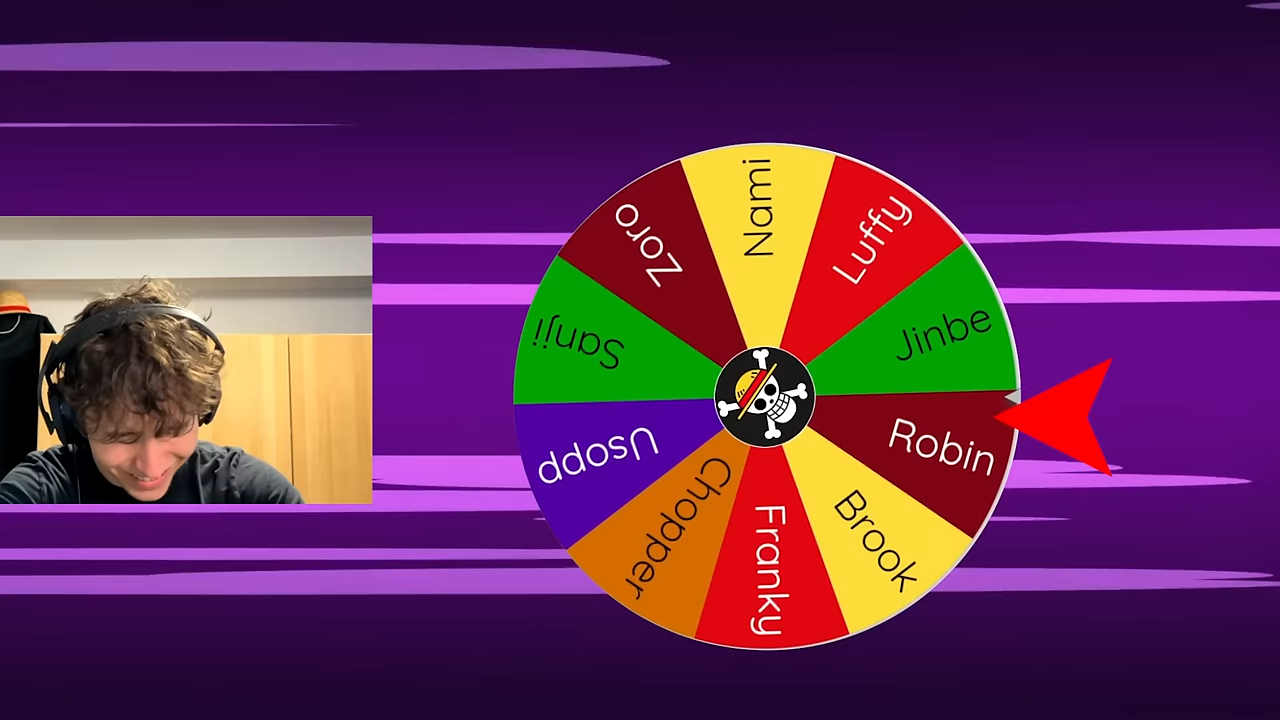 Nami
Luffy
Jinbe
Robin
Brook
Franky
Chopper
Usopp
Sanji
Zoro